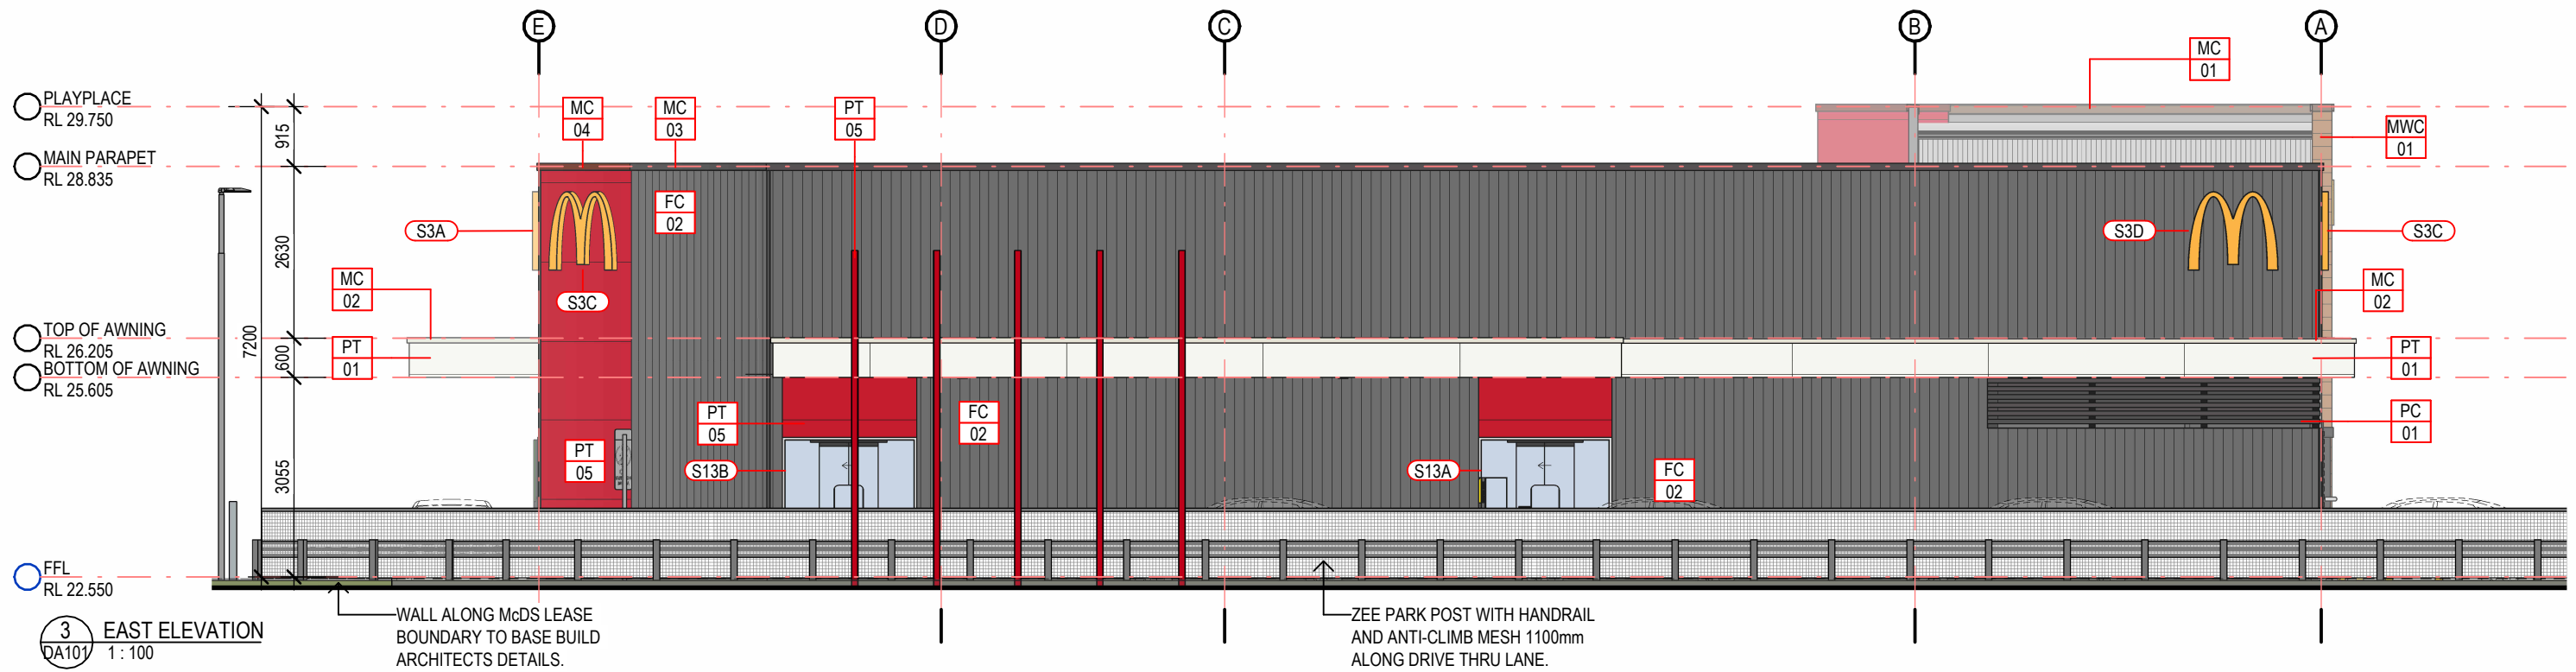 E
D
C
B
A
PLAYPLACE
RL 29.750
MAIN PARAPET
RL 28.835
TOP OF AWNING
RL 26.205
BOTTOM OF AWNING
RL 25.605
FFL
RL 22.550
915
2630
600
3055
7200
MC
04
MC
03
PT
05
MC
01
MWC
01
FC
02
S3A
S3C
S3D
S3C
MC
02
MC
02
PT
01
PT
01
PT
05
FC
02
PC
01
PT
05
S13B
S13A
FC
02
WALL ALONG McDS LEASE
BOUNDARY TO BASE BUILD
ARCHITECTS DETAILS.
ZEE PARK POST WITH HANDRAIL
AND ANTI-CLIMB MESH 1100mm
ALONG DRIVE THRU LANE.
3
DA101
EAST ELEVATION
1 : 100